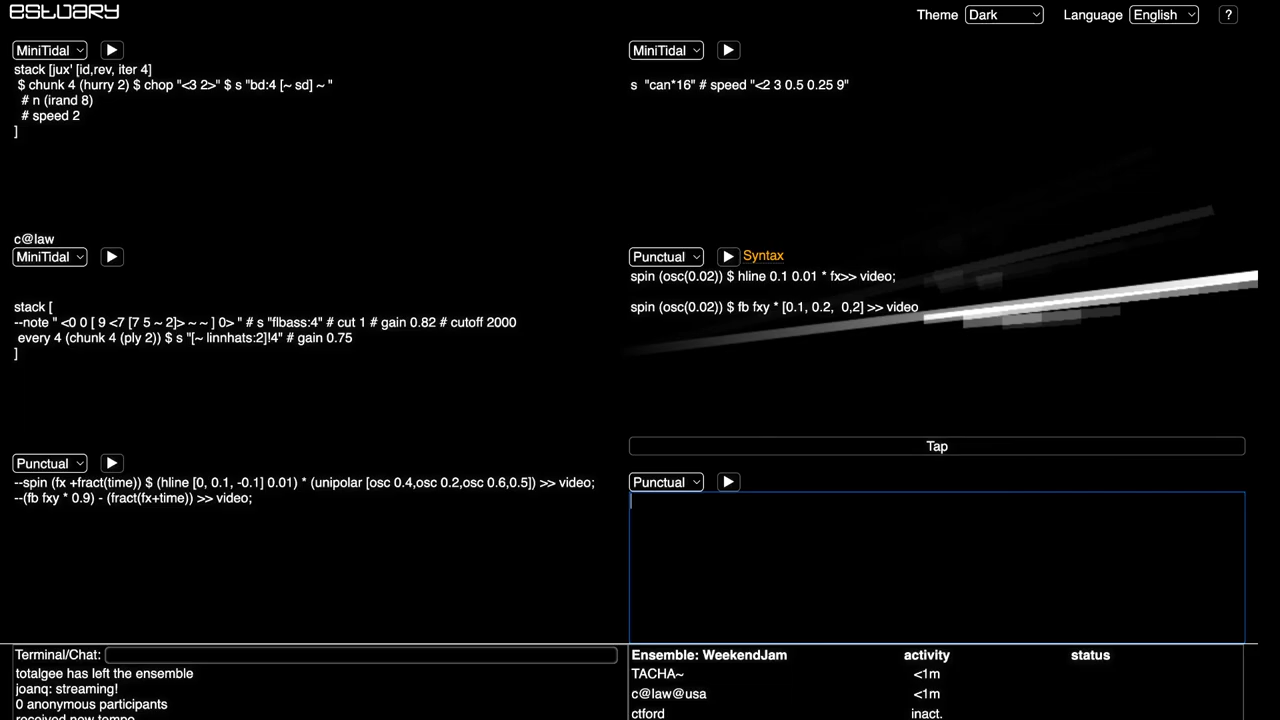 estuary
Theme Dark Language English ?
MiniTidal
stack [jux' [id,rev, iter 4]
$ chunk 4 (hurry 2) $ chop "<3 2>" $ s "bd:4 [~ sd] ~ "
# n (irand 8)
# speed 2
]
MiniTidal
s "can*16" # speed "<2 3 0.5 0.25 9"
c@law
MiniTidal
stack [
--note " <0 0 [ 9 <7 [7 5 ~ 2]> ~ ~ ] 0> " # s "flbass:4" # cut 1 # gain 0.82 # cutoff 2000
every 4 (chunk 4 (ply 2)) $ s "[~ linnhats:2]!4" # gain 0.75
]
Punctual Syntax
spin (osc(0.02)) $ hline 0.1 0.01 * fx>> video;
spin (osc(0.02)) $ fb fxy * [0.1, 0.2, 0,2] >> video
Tap
Punctual
--spin (fx +fract(time)) $ (hline [0, 0.1, -0.1] 0.01) * (unipolar [osc 0.4,osc 0.2,osc 0.6,0.5]) >> video;
--(fb fxy * 0.9) - (fract(fx+time)) >> video;
Punctual
Terminal/Chat:
totalgee has left the ensemble
joanq: streaming!
0 anonymous participants
received new tempo
Ensemble: WeekendJam activity status
TACHA~ <1m
c@law@usa <1m
ctford inact.